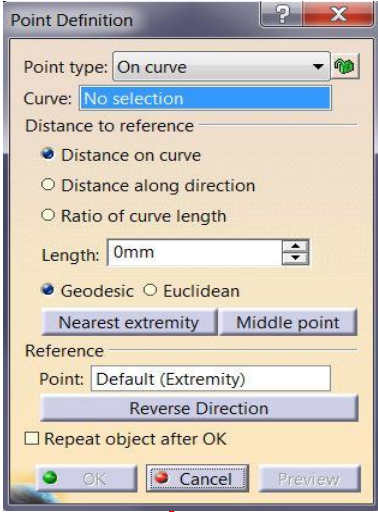 Point Definition ? X
Point type: On curve
Curve: No selection
Distance to reference
Distance on curve
Distance along direction
Ratio of curve length
Length: 0mm
Geodesic Euclidean
Nearest extremity Middle point
Reference
Point: Default (Extremity)
Reverse Direction
Repeat object after OK
OK Cancel Preview